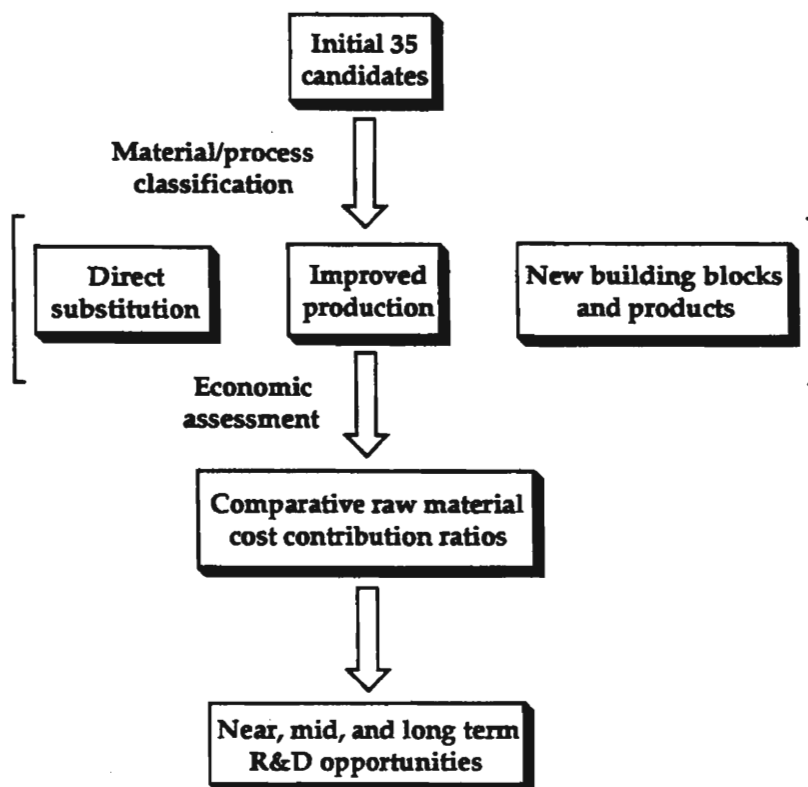 Initial 35
candidates
Material/process
classification
Direct
substitution
Improved
production
New building blocks
and products
Economic
assessment
Comparative raw material
cost contribution ratios
Near, mid, and long term
R&D opportunities